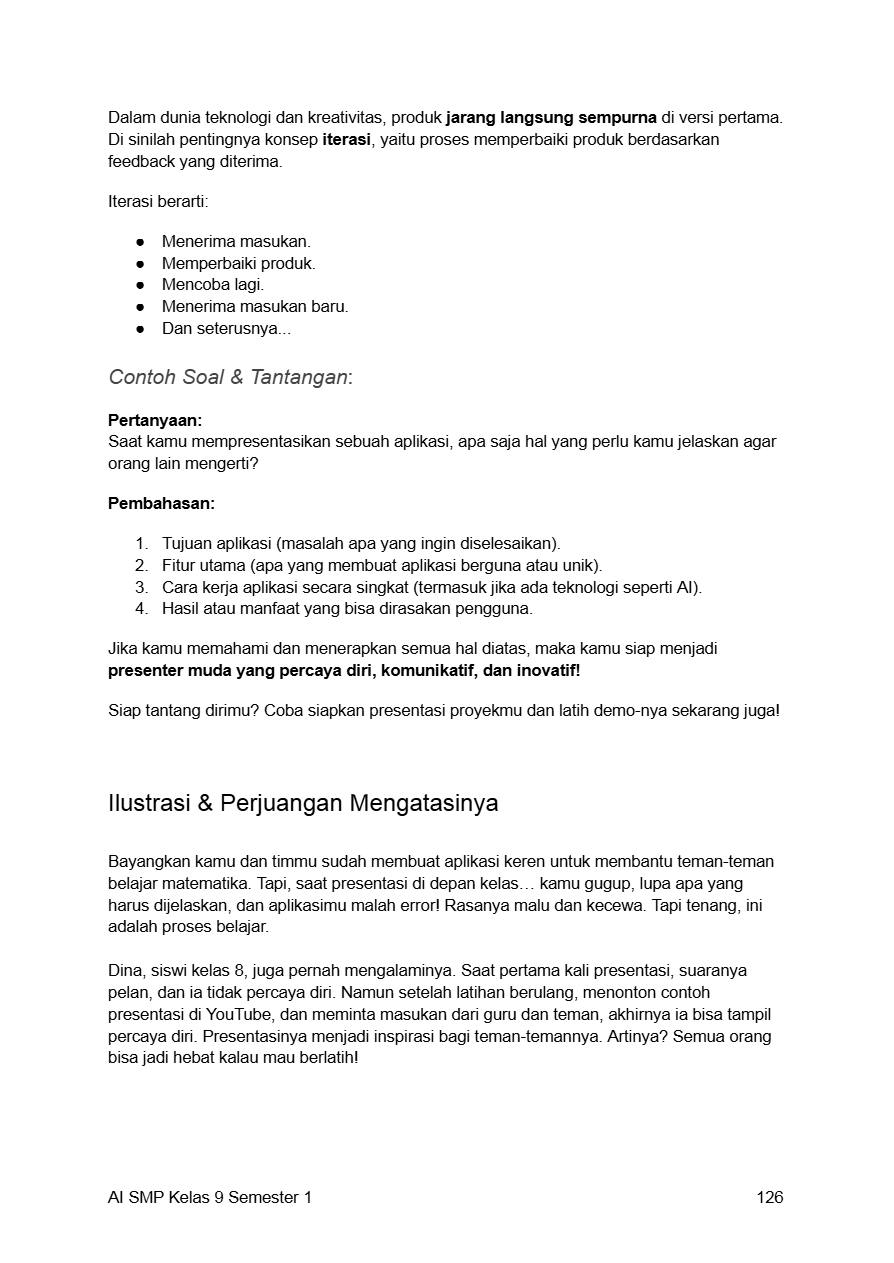 Dalam dunia teknologi dan kreativitas, produk jarang langsung sempurna di versi pertama.
Di sinilah pentingnya konsep iterasi, yaitu proses memperbaiki produk berdasarkan
feedback yang diterima.
Iterasi berarti:
● Menerima masukan.
● Memperbaiki produk.
● Mencoba lagi.
● Menerima masukan baru.
● Dan seterusnya...
Contoh Soal & Tantangan:
Pertanyaan:
Saat kamu mempresentasikan sebuah aplikasi, apa saja hal yang perlu kamu jelaskan agar
orang lain mengerti?
Pembahasan:
1. Tujuan aplikasi (masalah apa yang ingin diselesaikan).
2. Fitur utama (apa yang membuat aplikasi berguna atau unik).
3. Cara kerja aplikasi secara singkat (termasuk jika ada teknologi seperti AI).
4. Hasil atau manfaat yang bisa dirasakan pengguna.
Jika kamu memahami dan menerapkan semua hal diatas, maka kamu siap menjadi
presenter muda yang percaya diri, komunikatif, dan inovatif!
Siap tantang dirimu? Coba siapkan presentasi proyekmu dan latih demo-nya sekarang juga!
Ilustrasi & Perjuangan Mengatasinya
Bayangkan kamu dan timmu sudah membuat aplikasi keren untuk membantu teman-teman
belajar matematika. Tapi, saat presentasi di depan kelas… kamu gugup, lupa apa yang
harus dijelaskan, dan aplikasimu malah error! Rasanya malu dan kecewa. Tapi tenang, ini
adalah proses belajar.
Dina, siswi kelas 8, juga pernah mengalaminya. Saat pertama kali presentasi, suaranya
pelan, dan ia tidak percaya diri. Namun setelah latihan berulang, menonton contoh
presentasi di YouTube, dan meminta masukan dari guru dan teman, akhirnya ia bisa tampil
percaya diri. Presentasinya menjadi inspirasi bagi teman-temannya. Artinya? Semua orang
bisa jadi hebat kalau mau berlatih!
AI SMP Kelas 9 Semester 1 126